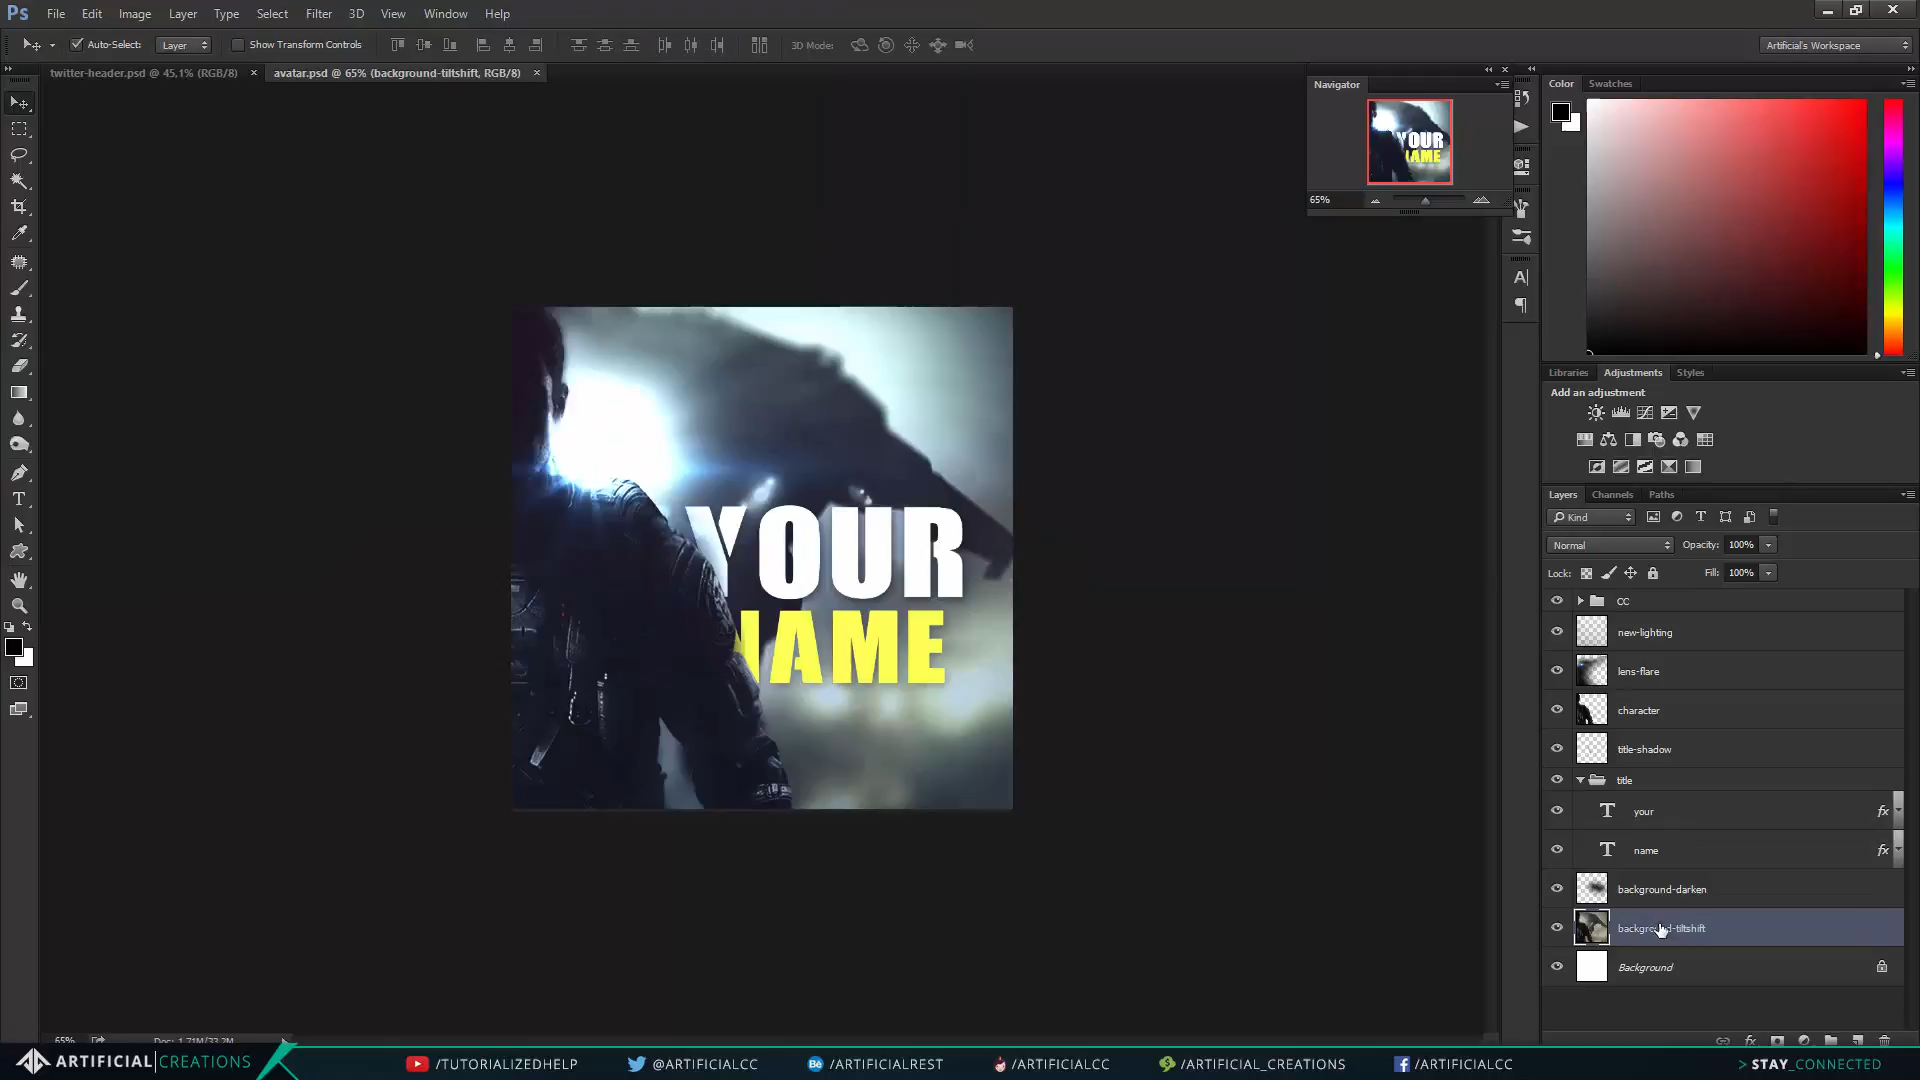 Ps File Edit Image Layer Type Select Filter 3D View Window Help
Auto-Select: Layer Show Transform Controls 3D Mode: Artificial's Workspace
twitter-header.psd @ 45,1% (RGB/8) × avatar.psd @ 65% (background-tiltshift, RGB/8) ×
Navigator
YOUR
NAME
65%
Color Swatches
Libraries Adjustments Styles
Add an adjustment
Layers Channels Paths
Kind
Normal Opacity: 100%
Lock: Fill: 100%
CC
new-lighting
lens-flare
character
title-shadow
title
your fx
name fx
background-darken
background-tiltshift
Background
YOUR
NAME
65% Doc: 1,71M/33,2M
ARTIFICIAL|CREATIONS /TUTORIALIZEDHELP @ARTIFICIALCC /ARTIFICIALREST /ARTIFICIALCC /ARTIFICIAL_CREATIONS /ARTIFICIALCC > STAY_CONNECTED